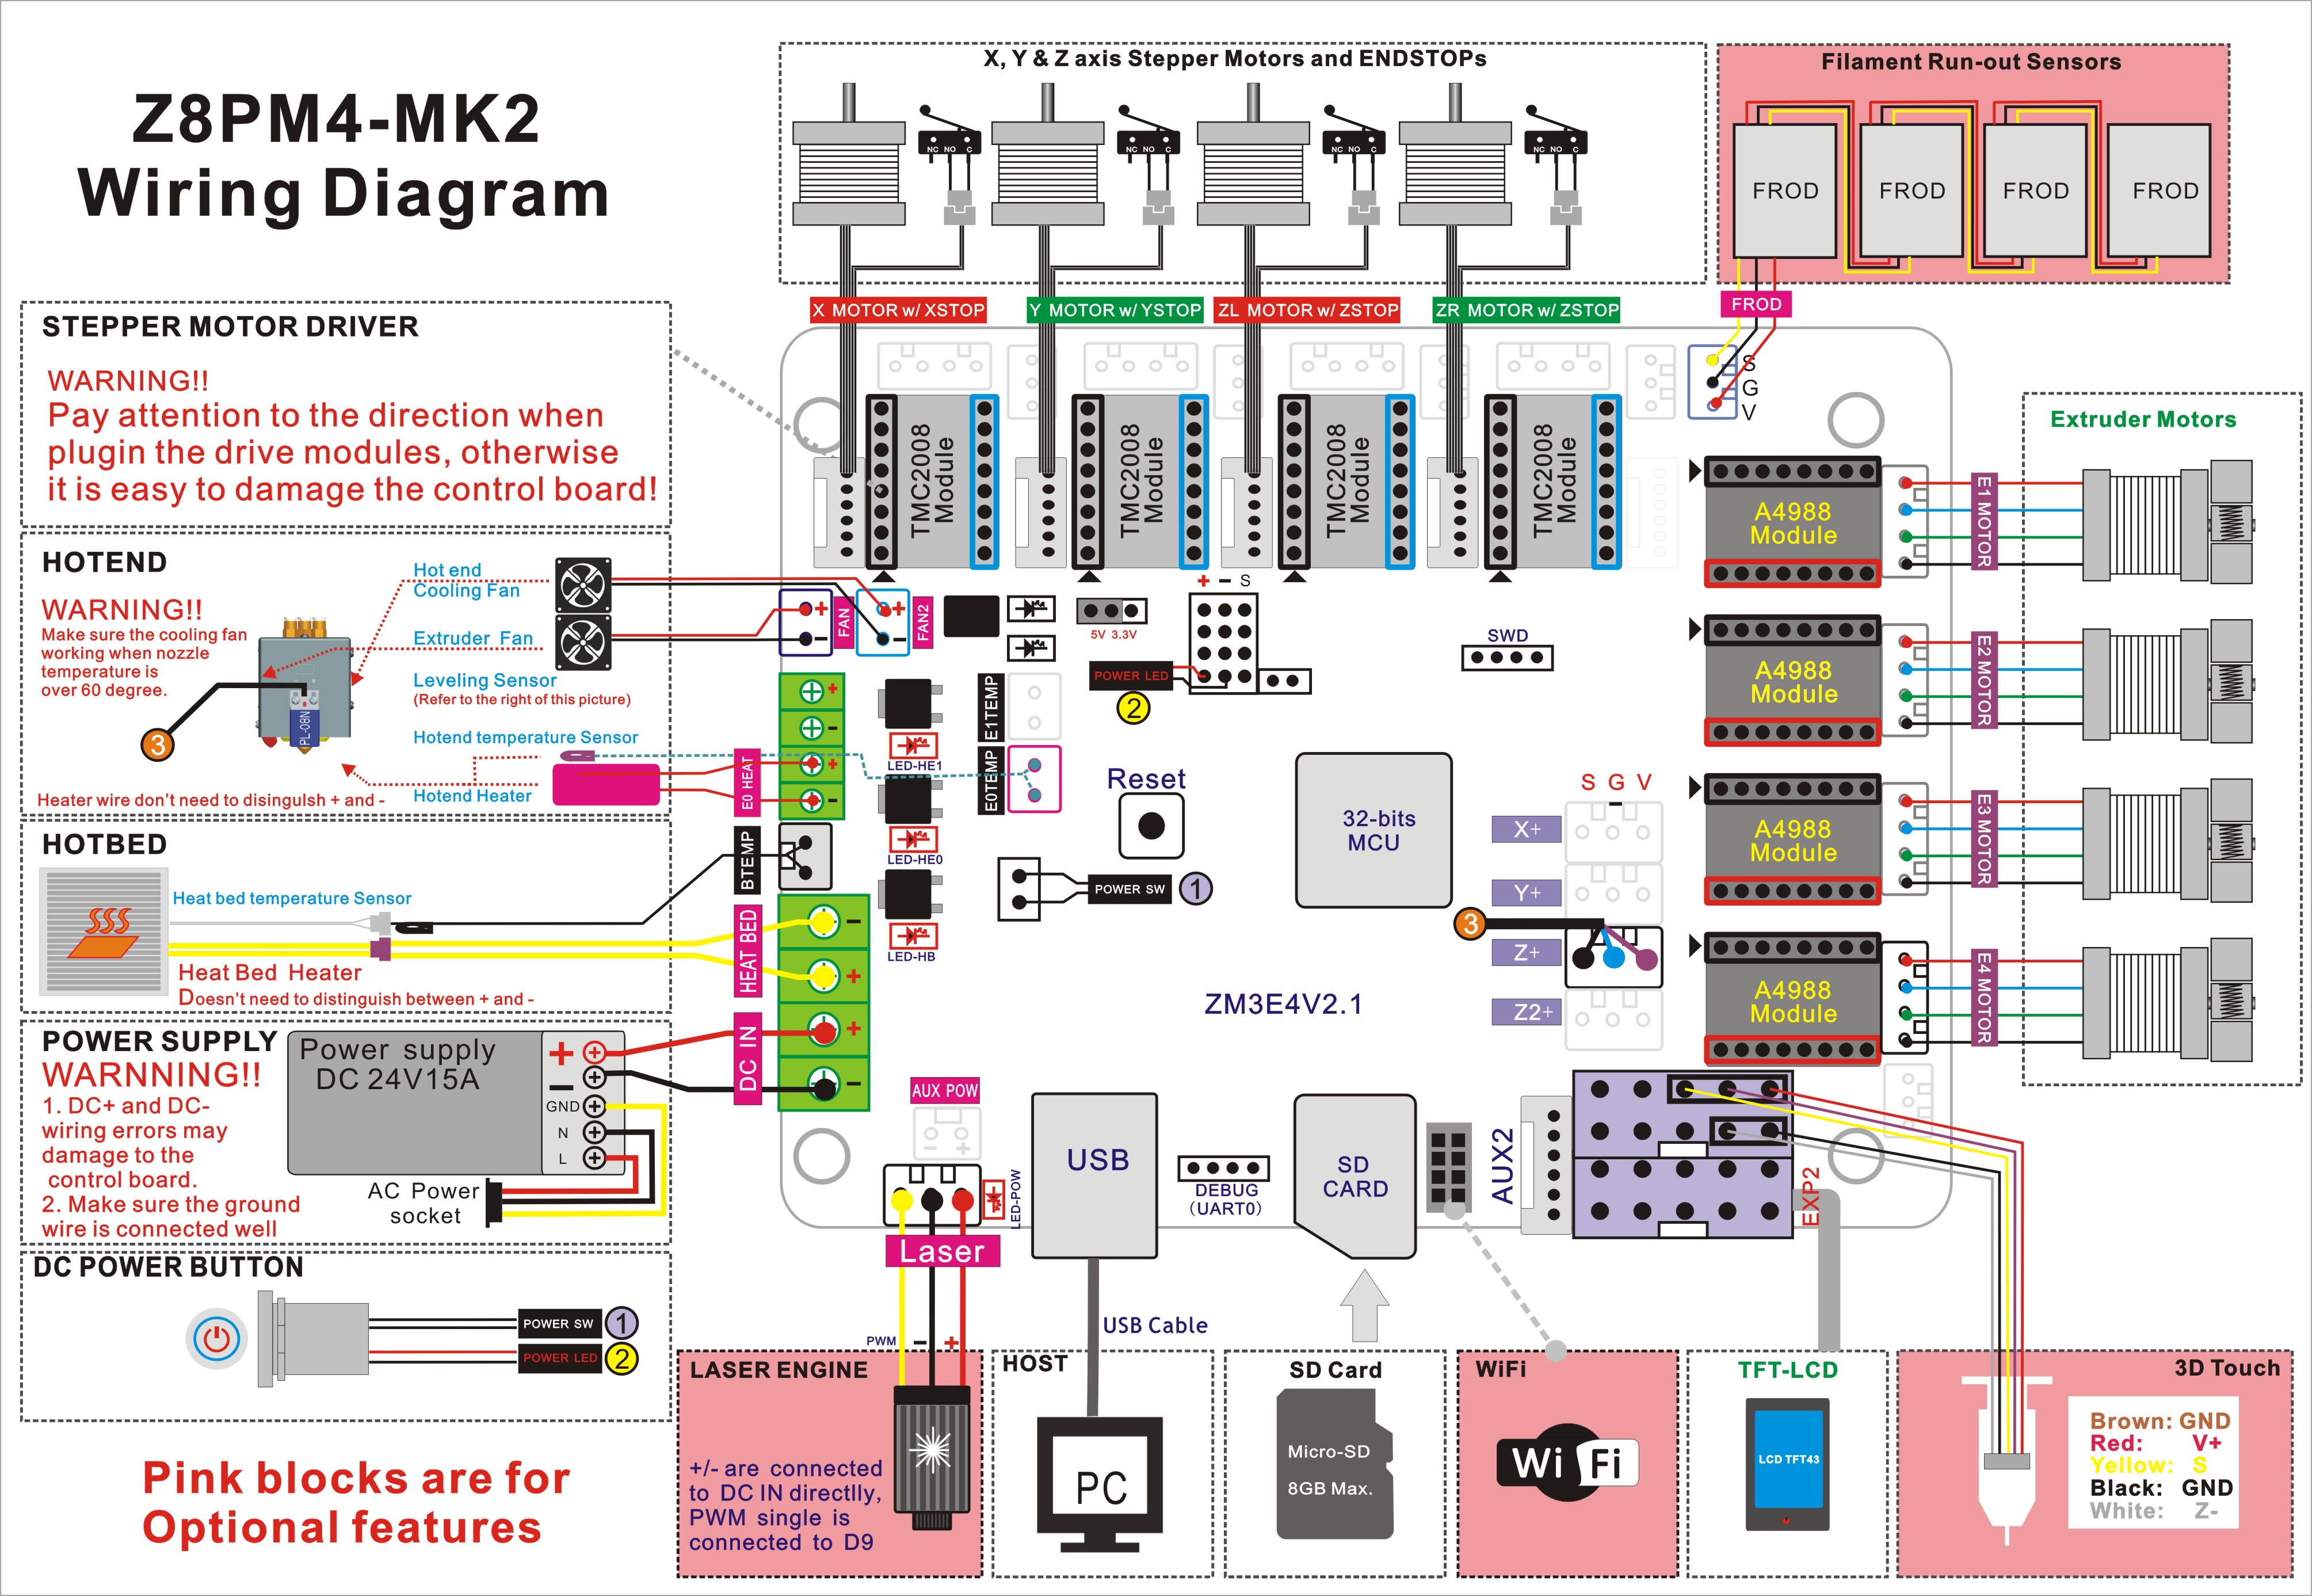 Z8PM4-MK2
Wiring Diagram
X, Y & Z axis Stepper Motors and ENDSTOPs
NC NO C
NC NO C
NC NO C
NC NO C
X MOTOR w/ XSTOP
Y MOTOR w/ YSTOP
ZL MOTOR w/ ZSTOP
ZR MOTOR w/ ZSTOP
Filament Run-out Sensors
FROD
FROD
FROD
FROD
FROD
S
G
V
STEPPER MOTOR DRIVER
WARNING!!
Pay attention to the direction when
plugin the drive modules, otherwise
it is easy to damage the control board!
TMC2008
Module
TMC2008
Module
TMC2008
Module
TMC2008
Module
Extruder Motors
A4988
Module
E1 MOTOR
A4988
Module
E2 MOTOR
A4988
Module
E3 MOTOR
A4988
Module
E4 MOTOR
HOTEND
WARNING!!
Make sure the cooling fan
working when nozzle
temperature is
over 60 degree.
Hot end
Cooling Fan
Extruder Fan
Leveling Sensor
(Refer to the right of this picture)
Hotend temperature Sensor
Hotend Heater
Heater wire don't need to disingulsh + and -
PL-08N
3
+
-
FAN
+
-
FAN2
5V 3.3V
+ - S
POWER LED
2
SWD
+
-
+
-
E0 HEAT
LED-HE1
LED-HE0
LED-HB
E1TEMP
E0TEMP
Reset
32-bits
MCU
POWER SW
1
S G V
X+
Y+
3
Z+
Z2+
ZM3E4V2.1
HOTBED
Heat bed temperature Sensor
Heat Bed Heater
Doesn't need to distinguish between + and -
BTEMP
HEAT BED
-
+
DC IN
+
-
POWER SUPPLY
WARNNING!!
1. DC+ and DC-
wiring errors may
damage to the
control board.
2. Make sure the ground
wire is connected well
Power supply
DC 24V15A
+
-
GND
N
L
AC Power
socket
AUX POW
- +
LED-POW
Laser
USB
DEBUG
(UART0)
SD
CARD
AUX2
EXP2
DC POWER BUTTON
POWER SW
1
POWER LED
2
Pink blocks are for
Optional features
PWM - +
LASER ENGINE
+/- are connected
to DC IN directlly,
PWM single is
connected to D9
USB Cable
HOST
PC
SD Card
Micro-SD
8GB Max.
WiFi
Wi Fi
TFT-LCD
LCD TFT43
3D Touch
Brown: GND
Red: V+
Yellow: S
Black: GND
White: Z-